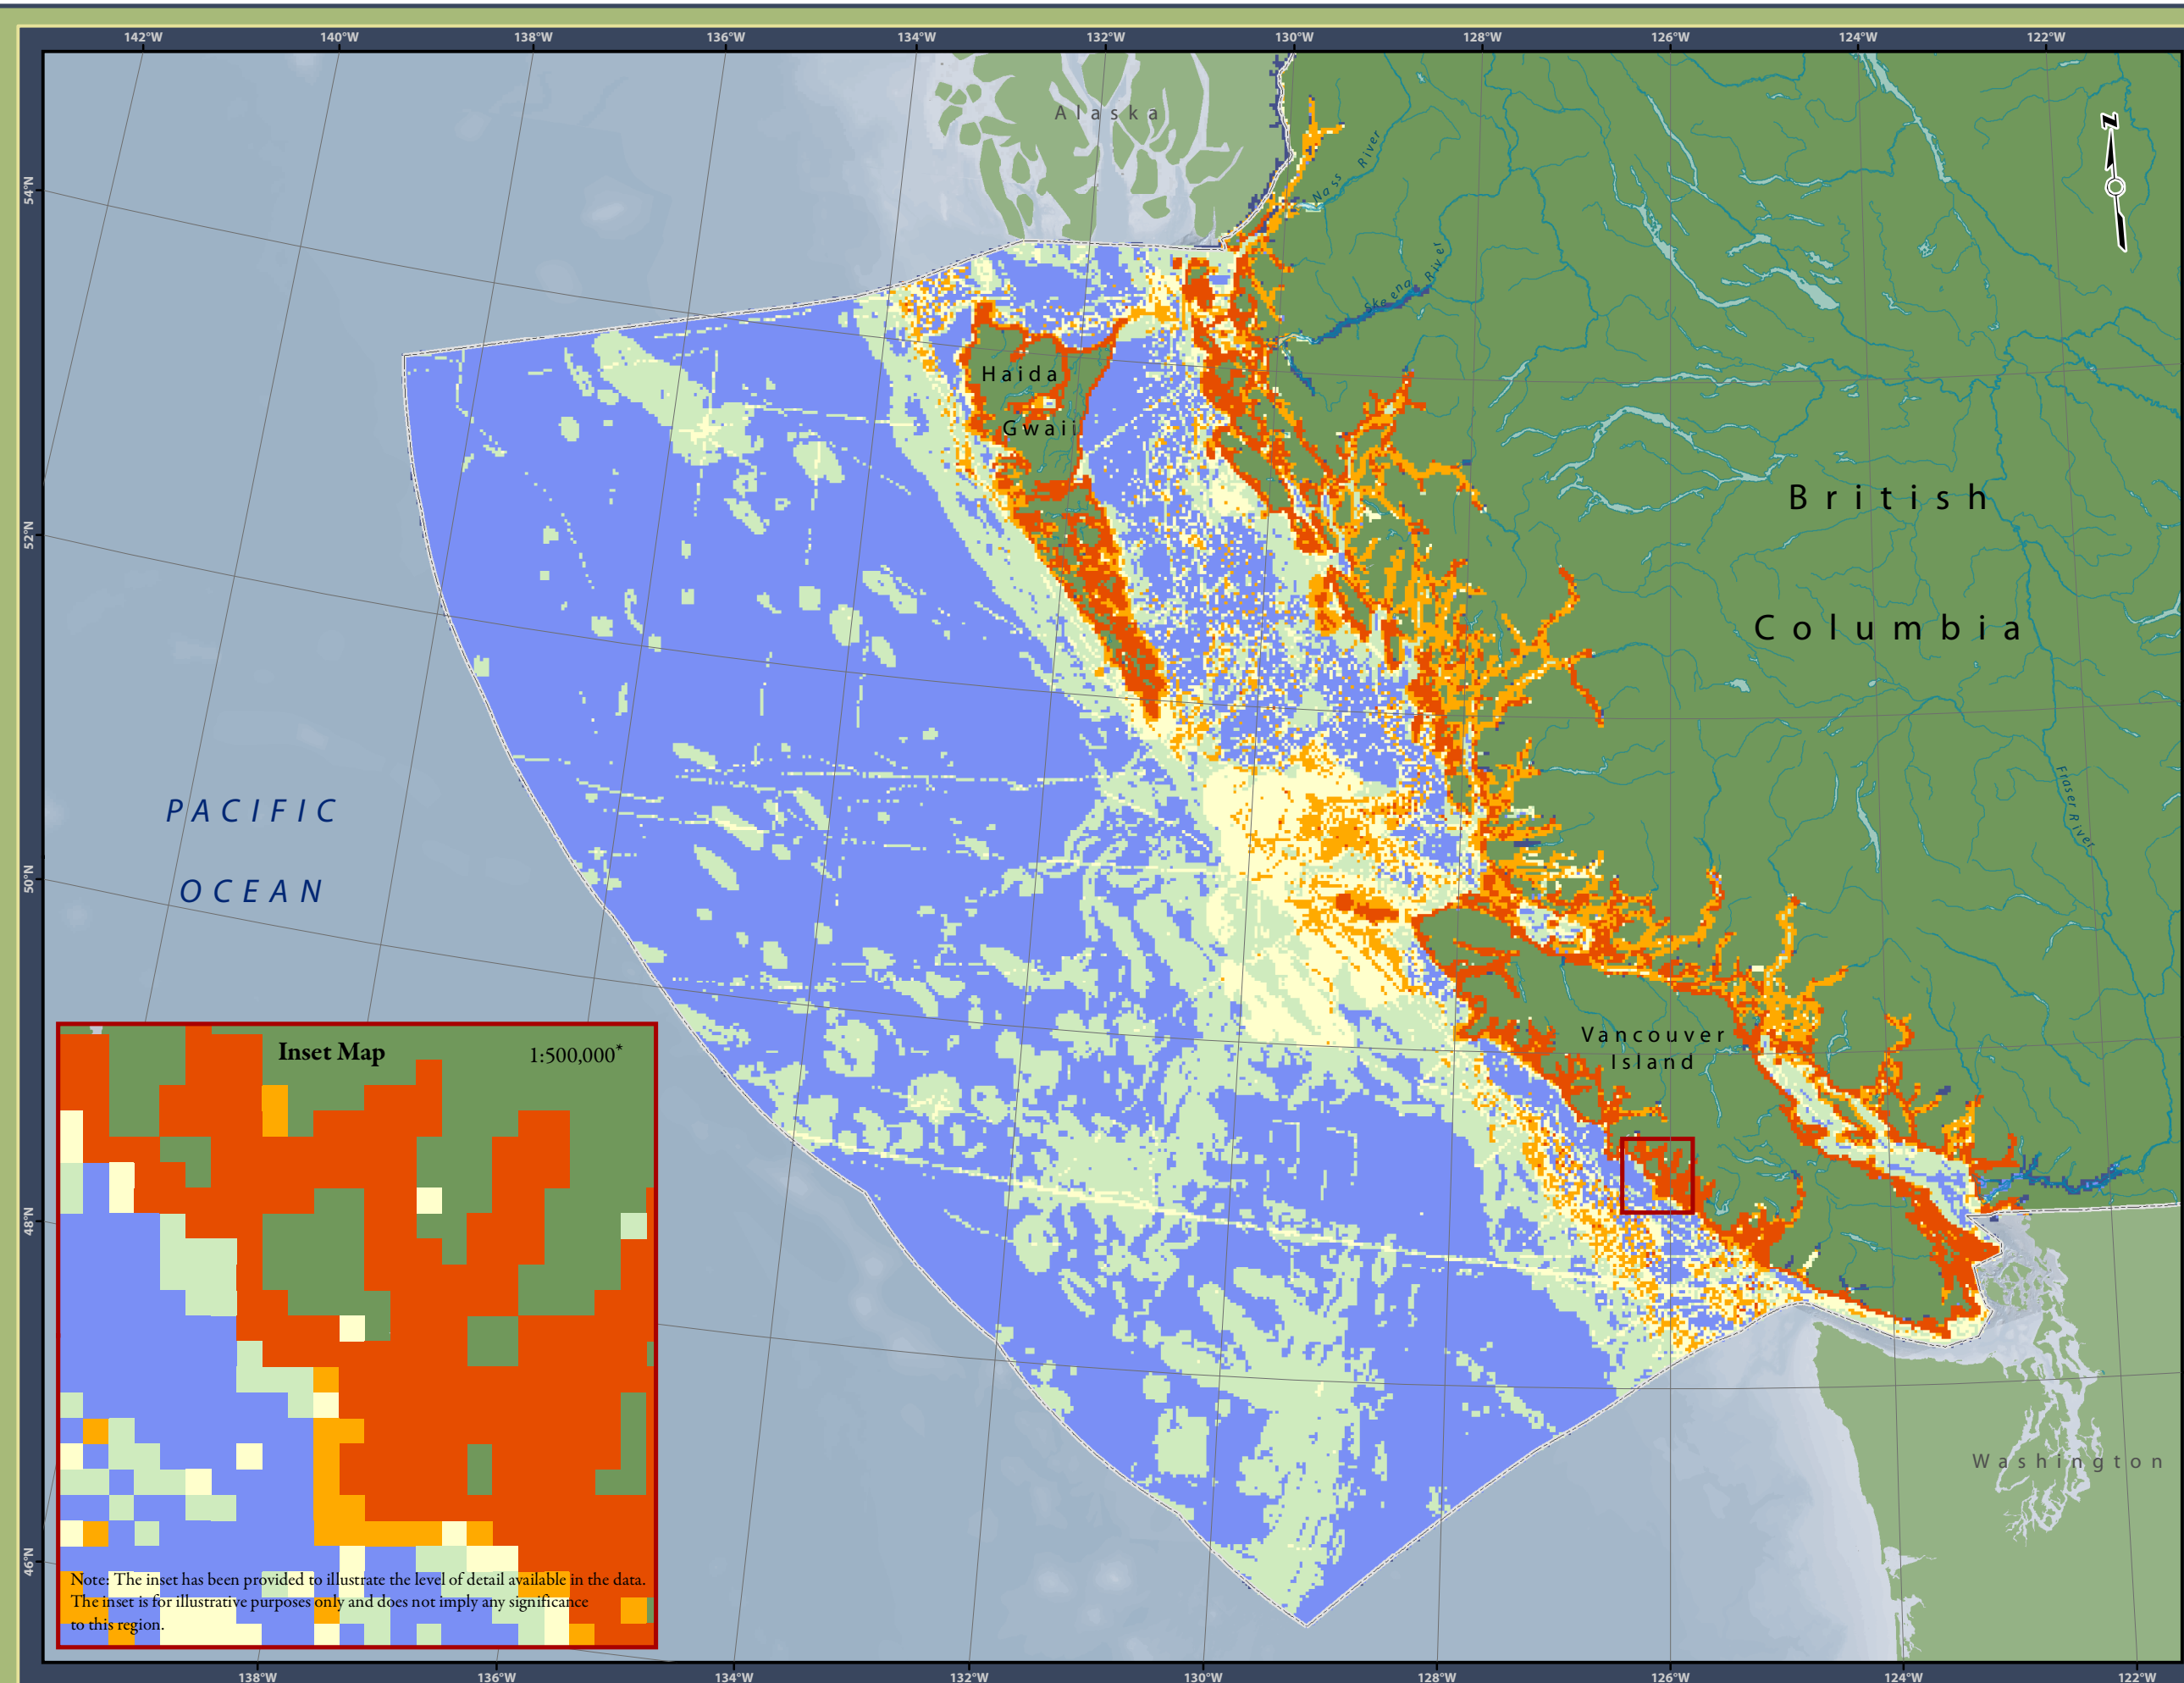 142°W 140°W 138°W 136°W 134°W 132°W 130°W 128°W 126°W 124°W 122°W
Alaska
54°N
Nass River
Skeena River
Haida
Gwaii
British
Columbia
52°N
PACIFIC
OCEAN
Fraser River
50°N
Vancouver
Island
Inset Map 1:500,000*
48°N
Washington
46°N
Note: The inset has been provided to illustrate the level of detail available in the data.
The inset is for illustrative purposes only and does not imply any significance
to this region.
N
138°W 136°W 134°W 132°W 130°W 128°W 126°W 124°W 122°W